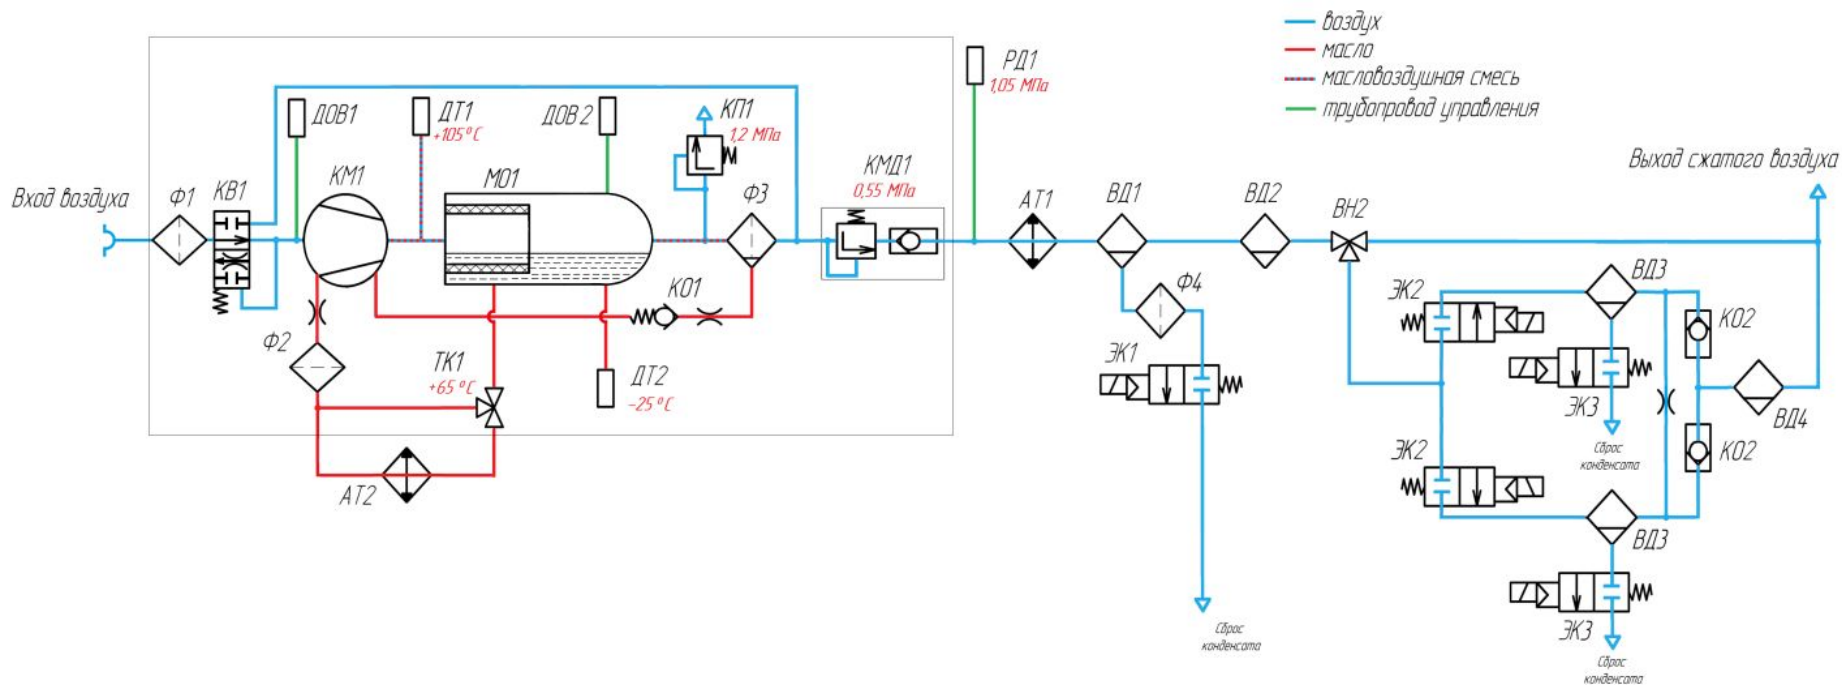 воздух
масло
масловоздушная смесь
трубопровод управления
Вход воздуха
Выход сжатого воздуха
Ф1
КВ1
ДОВ1
КМ1
ДТ1
+105°С
МО1
ДОВ2
КП1
1,2 МПа
Ф3
КМД1
0,55 МПа
РД1
1,05 МПа
АТ1
ВД1
ВД2
ВН2
Ф2
ТК1
+65°С
КО1
ДТ2
-25°С
АТ2
Ф4
ЭК1
Сброс
конденсата
ЭК2
ВД3
КО2
ЭК3
Сброс
конденсата
ВД4
ЭК2
КО2
ВД3
ЭК3
Сброс
конденсата